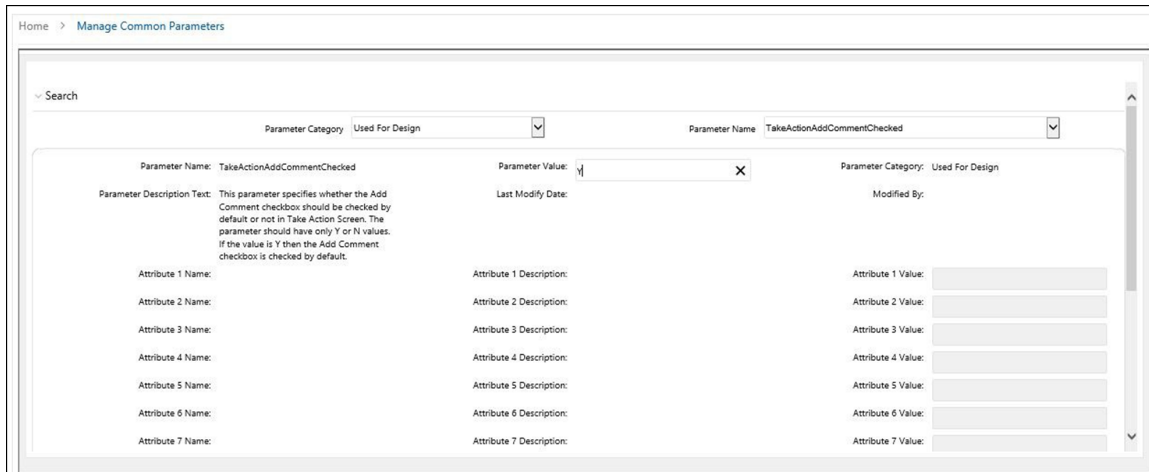 Home > Manage Common Parameters
Search
Parameter Category Used For Design Parameter Name TakeActionAddCommentChecked
Parameter Name: TakeActionAddCommentChecked Parameter Value: Y Parameter Category: Used For Design
Parameter Description Text: This parameter specifies whether the Add Last Modify Date: Modified By:
Comment checkbox should be checked by
default or not in Take Action Screen. The
parameter should have only Y or N values.
If the value is Y then the Add Comment
checkbox is checked by default.
Attribute 1 Name: Attribute 1 Description: Attribute 1 Value:
Attribute 2 Name: Attribute 2 Description: Attribute 2 Value:
Attribute 3 Name: Attribute 3 Description: Attribute 3 Value:
Attribute 4 Name: Attribute 4 Description: Attribute 4 Value:
Attribute 5 Name: Attribute 5 Description: Attribute 5 Value:
Attribute 6 Name: Attribute 6 Description: Attribute 6 Value:
Attribute 7 Name: Attribute 7 Description: Attribute 7 Value: